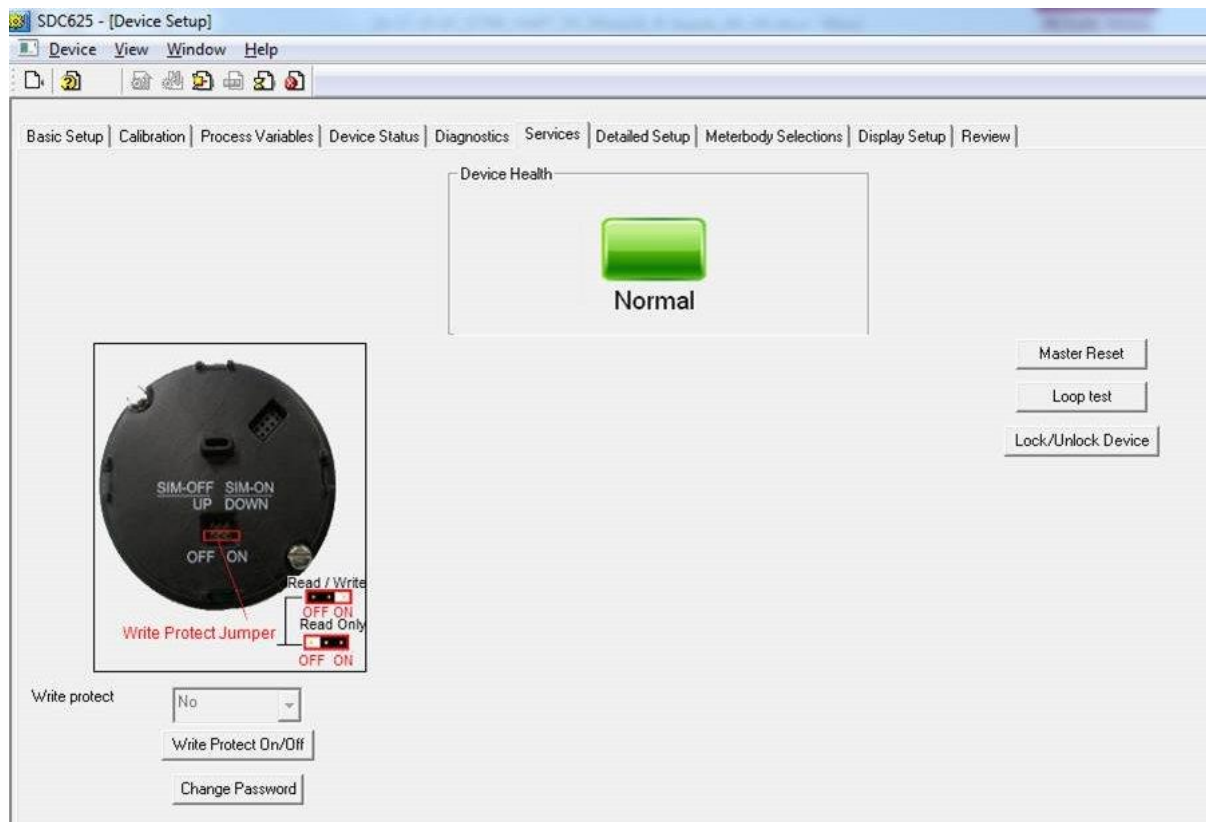 SDC625 - [Device Setup]
Device View Window Help
Basic Setup Calibration Process Variables Device Status Diagnostics Services Detailed Setup Meterbody Selections Display Setup Review
Device Health
Normal
Master Reset
Loop test
Lock/Unlock Device
SIM-OFF SIM-ON
UP DOWN
OFF ON
Read / Write
OFF ON
Write Protect Jumper
Read Only
OFF ON
Write protect
No
Write Protect On/Off
Change Password